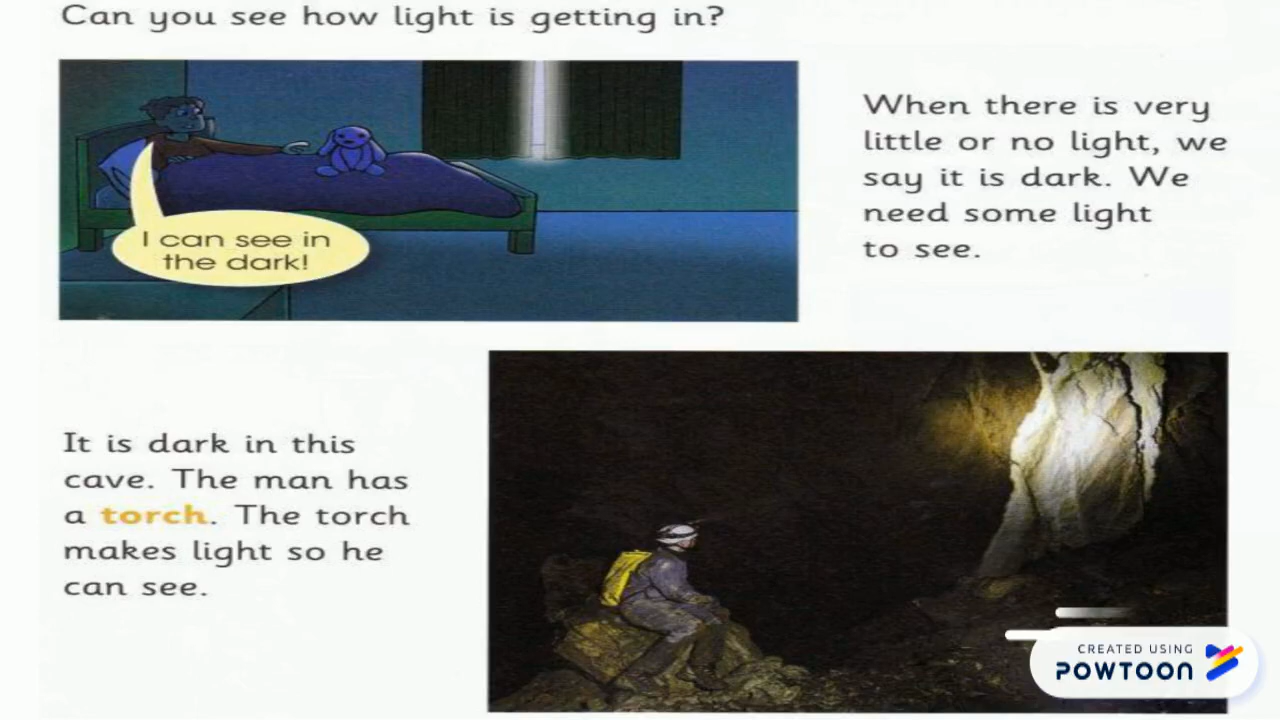 Can you see how light is getting in?
I can see in
the dark!
When there is very
little or no light, we
say it is dark. We
need some light
to see.
It is dark in this
cave. The man has
a torch. The torch
makes light so he
can see.
CREATED USING
POWTOON